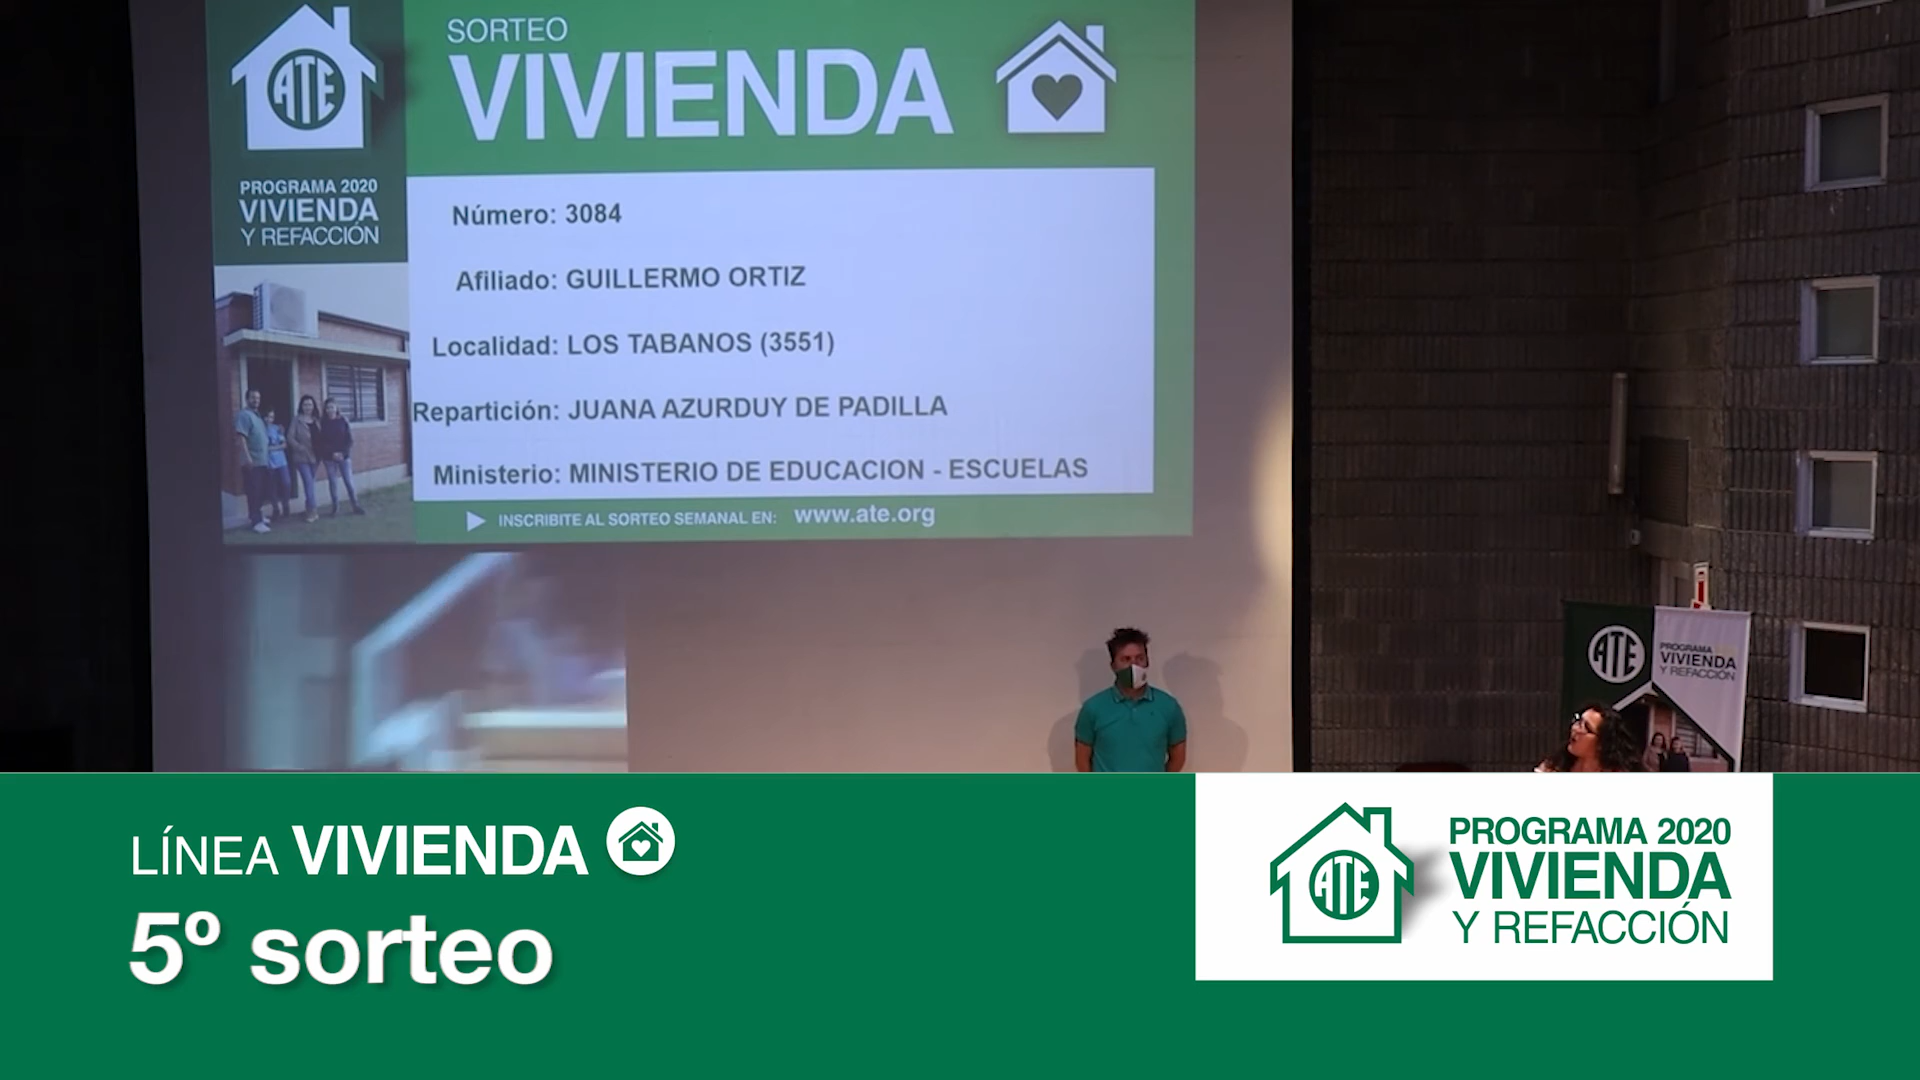 SORTEO
VIVIENDA
ATE
PROGRAMA 2020
VIVIENDA
Y REFACCIÓN
Número: 3084
Afiliado: GUILLERMO ORTIZ
Localidad: LOS TABANOS (3551)
Repartición: JUANA AZURDUY DE PADILLA
Ministerio: MINISTERIO DE EDUCACION - ESCUELAS
INSCRIBITE AL SORTEO SEMANAL EN: www.ate.org
ATE
PROGRAMA
VIVIENDA
Y REFACCIÓN
LÍNEA VIVIENDA
5º sorteo
ATE
PROGRAMA 2020
VIVIENDA
Y REFACCIÓN